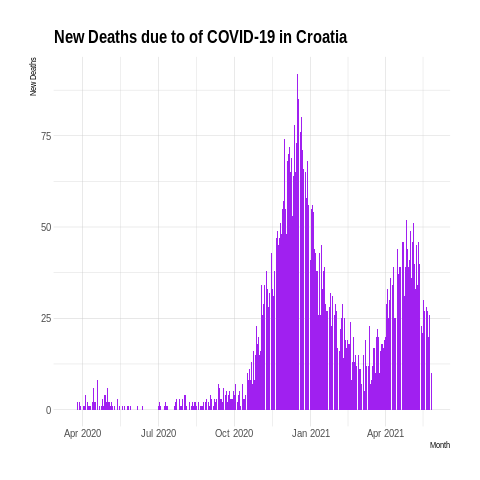 New Deaths due to of COVID-19 in Croatia
New Deaths
75
50
25
0
Apr 2020 Jul 2020 Oct 2020 Jan 2021 Apr 2021
Month